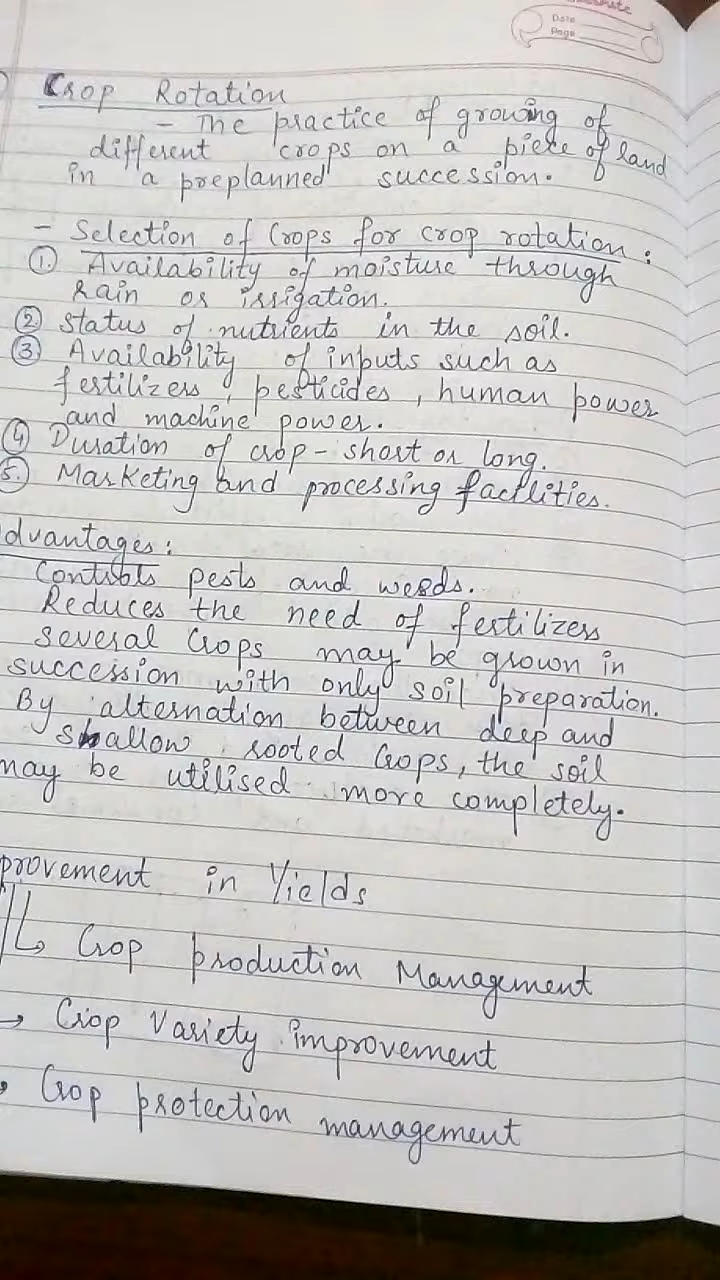 Date
Page
Crop Rotation
- The practice of growing of
different crops on a piece of land
in a preplanned succession.
- Selection of Crops for crop rotation:
① Availability of moisture through
rain or irrigation.
② Status of nutrients in the soil.
③ Availability of inputs such as
fertilizers, pesticides, human power
and machine power.
④ Duration of crop - short or long.
5. Marketing and processing facilities.
dvantages:
Controls pests and weeds.
Reduces the need of fertilizers
several Crops may be grown in
succession with only soil preparation.
By alternation between deep and
shallow rooted Crops, the soil
may be utilised more completely.
provement in Yields
↳ Crop production Management
→ Crop Variety improvement
Crop protection management